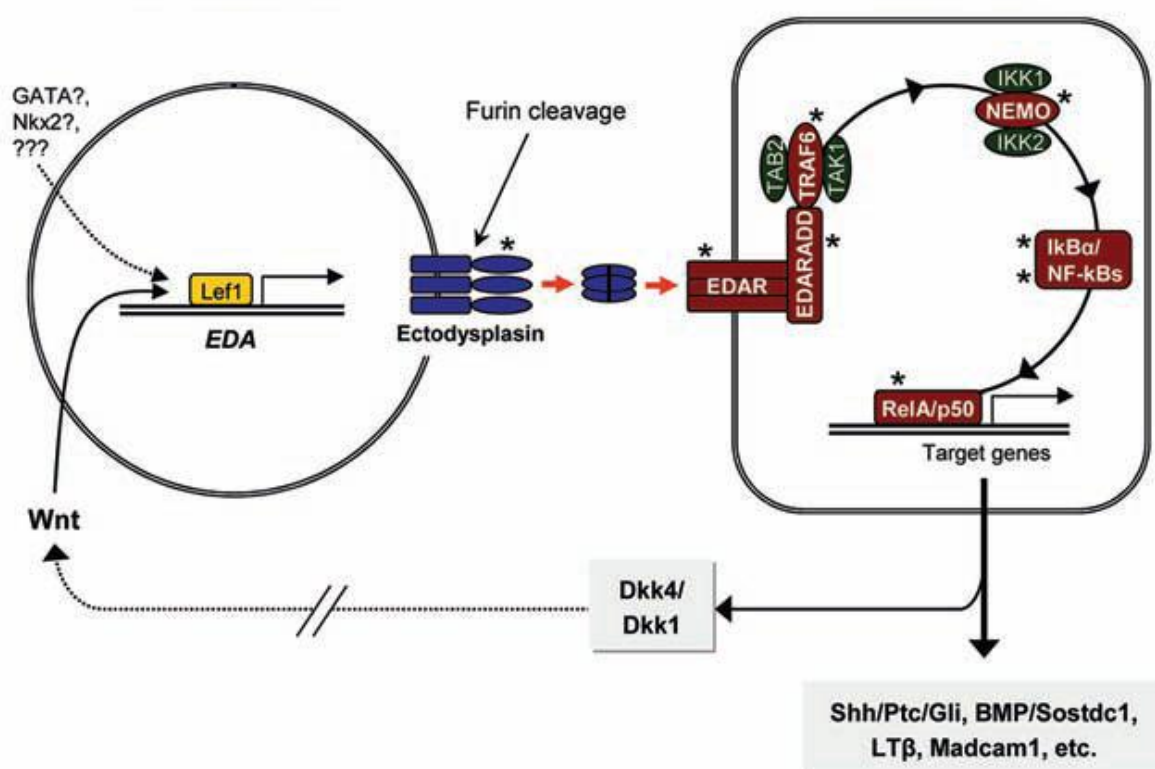 GATA?,
Nkx2?,
???
Furin cleavage
Lef1
EDA
Ectodysplasin
*
Wnt
*
EDAR
EDARADD
*
TAB2
TRAF6
*
TAK1
IKK1
NEMO
*
IKK2
*
*
IkBα/
NF-kBs
*
RelA/p50
Target genes
Dkk4/
Dkk1
Shh/Ptc/Gli, BMP/Sostdc1,
LTβ, Madcam1, etc.